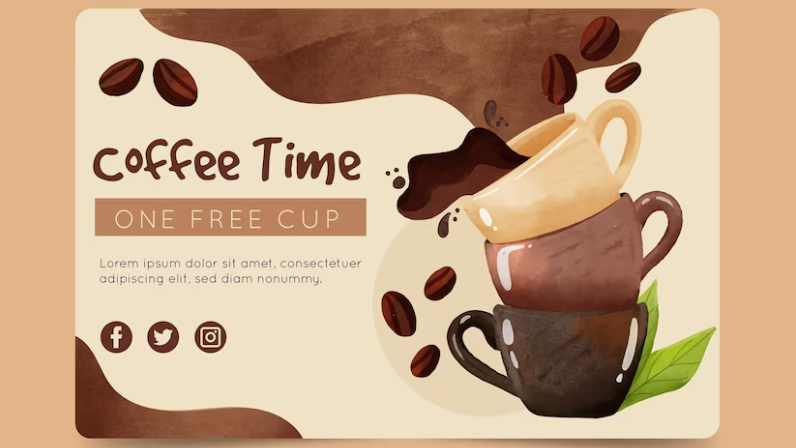 Coffee Time
ONE FREE CUP
Lorem ipsum dolor sit amet, consectetuer
adipiscing elit, sed diam nonummy.